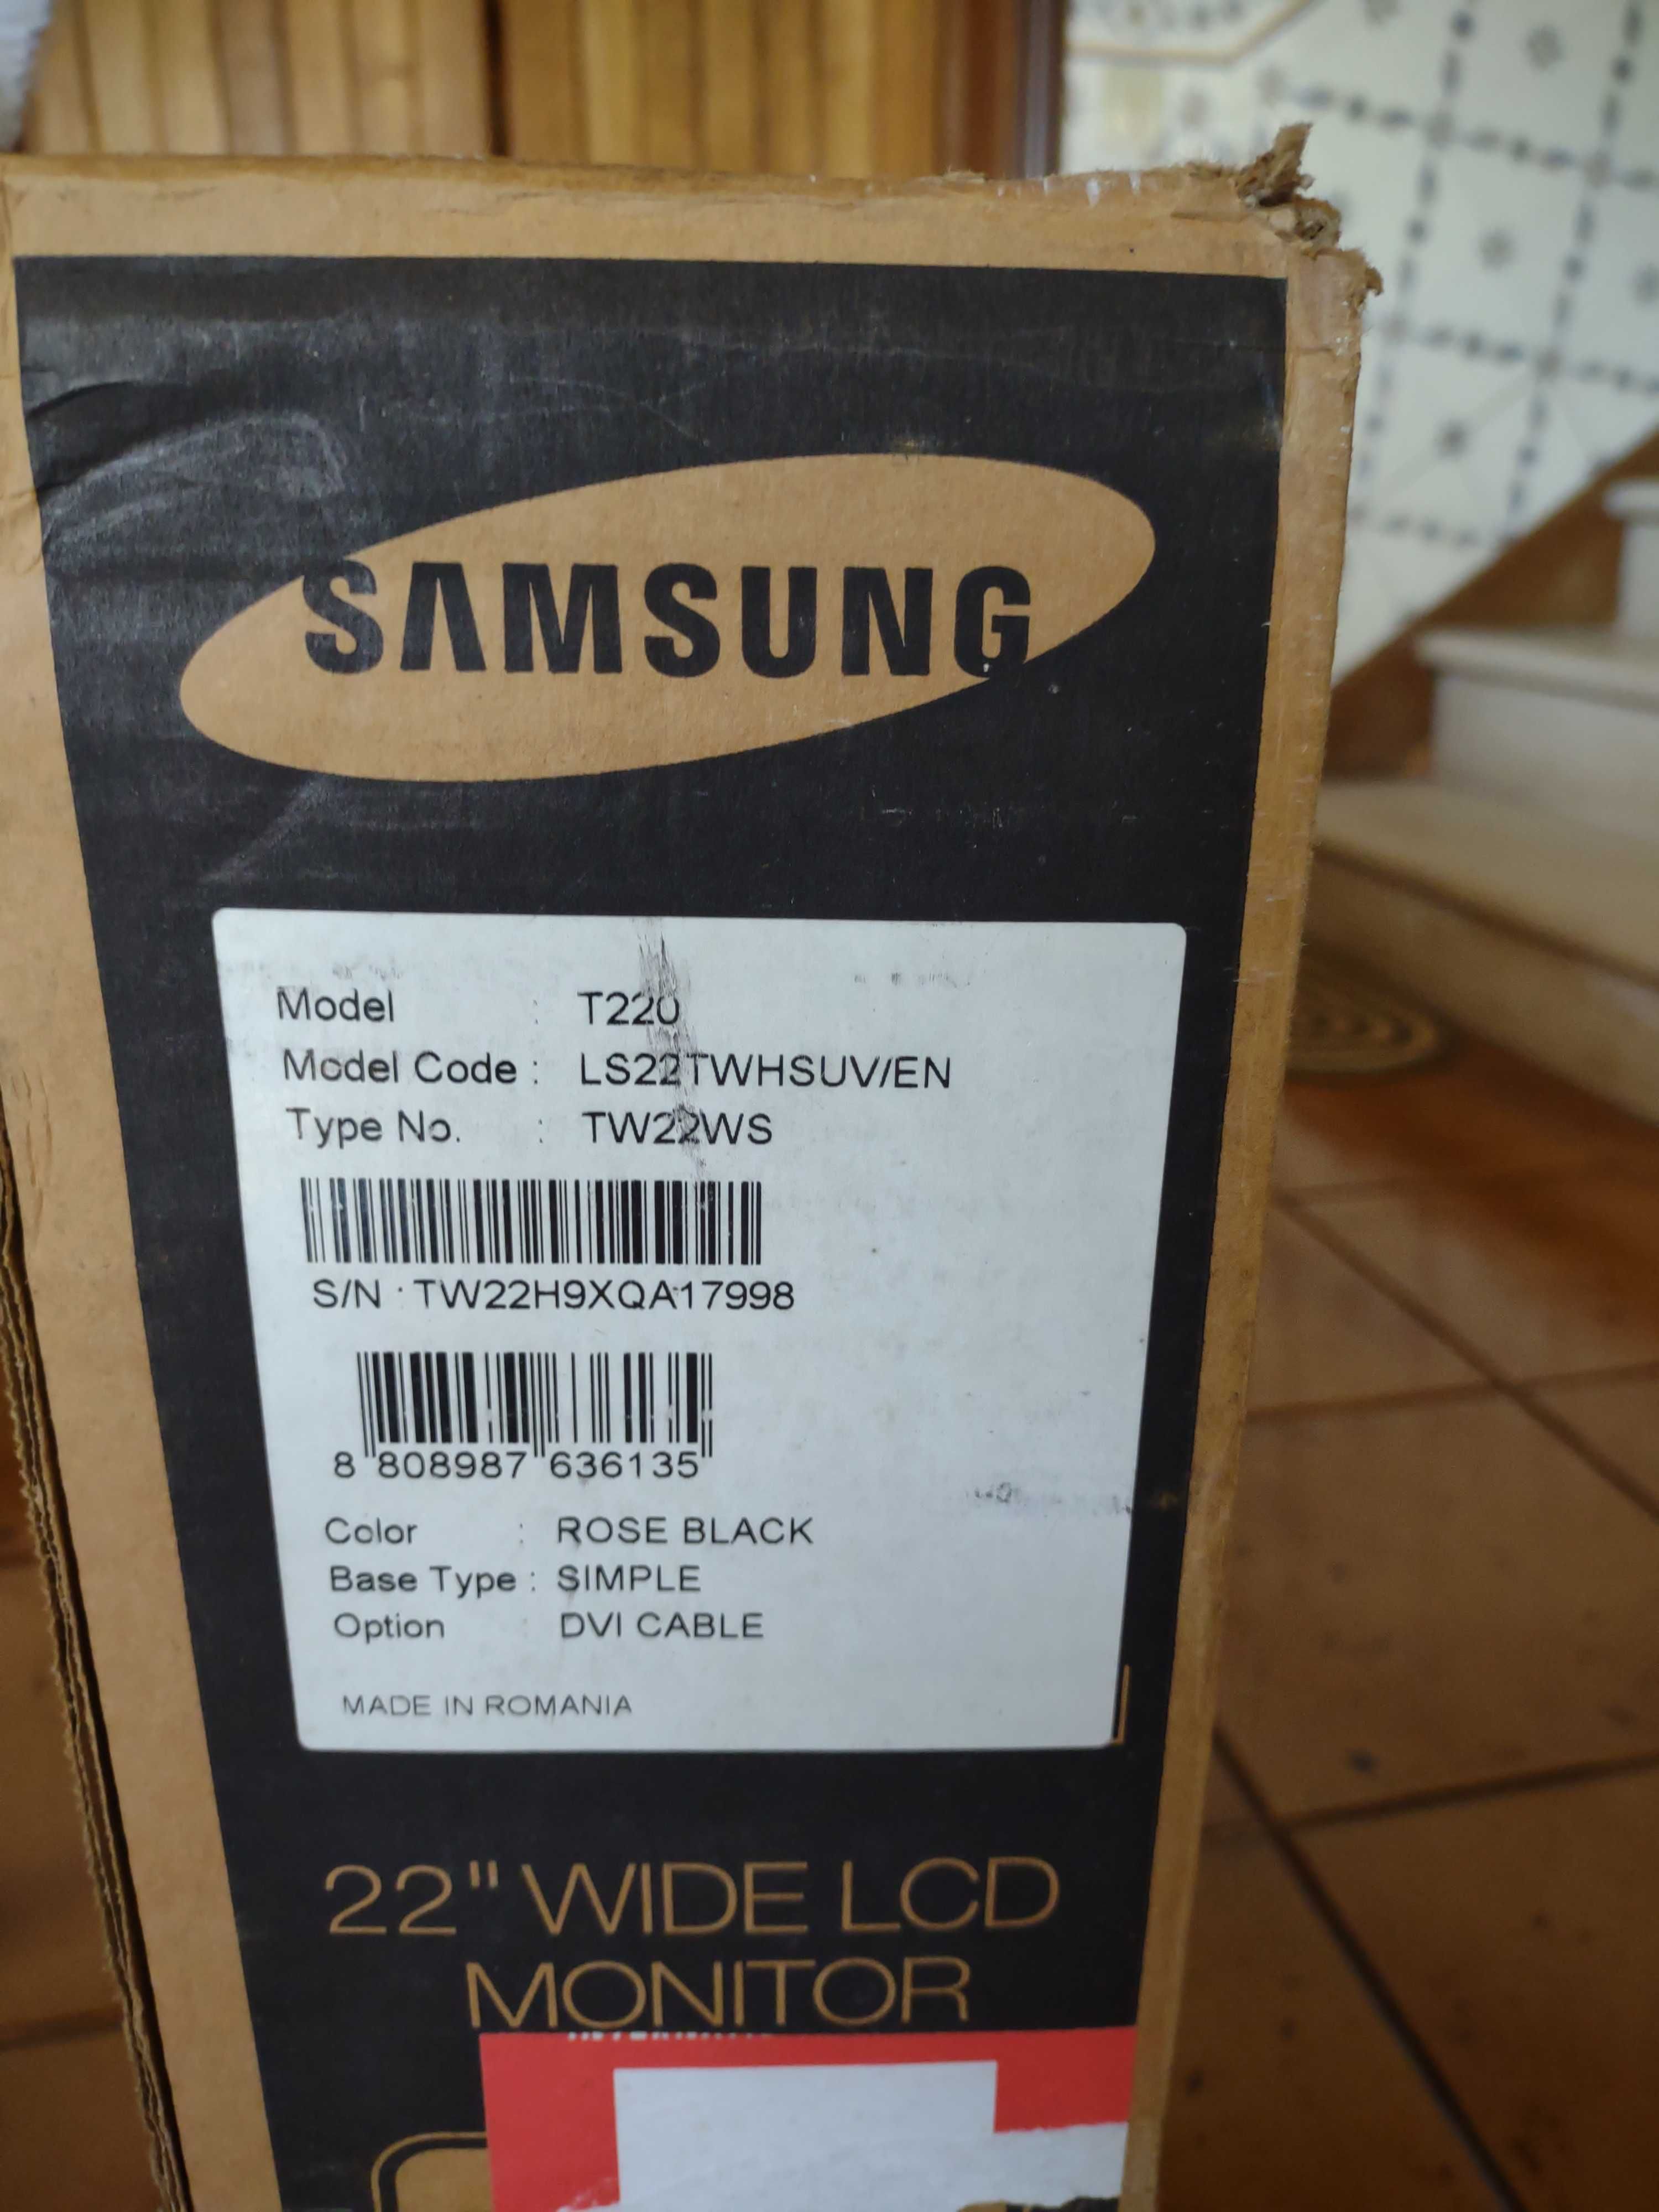 SAMSUNG
Model : T220
Model Code : LS22TWHSUV/EN
Type No. : TW22WS
S/N : TW22H9XQA17998
8 808987 636135
Color : ROSE BLACK
Base Type : SIMPLE
Option : DVI CABLE
MADE IN ROMANIA
22" WIDE LCD
MONITOR